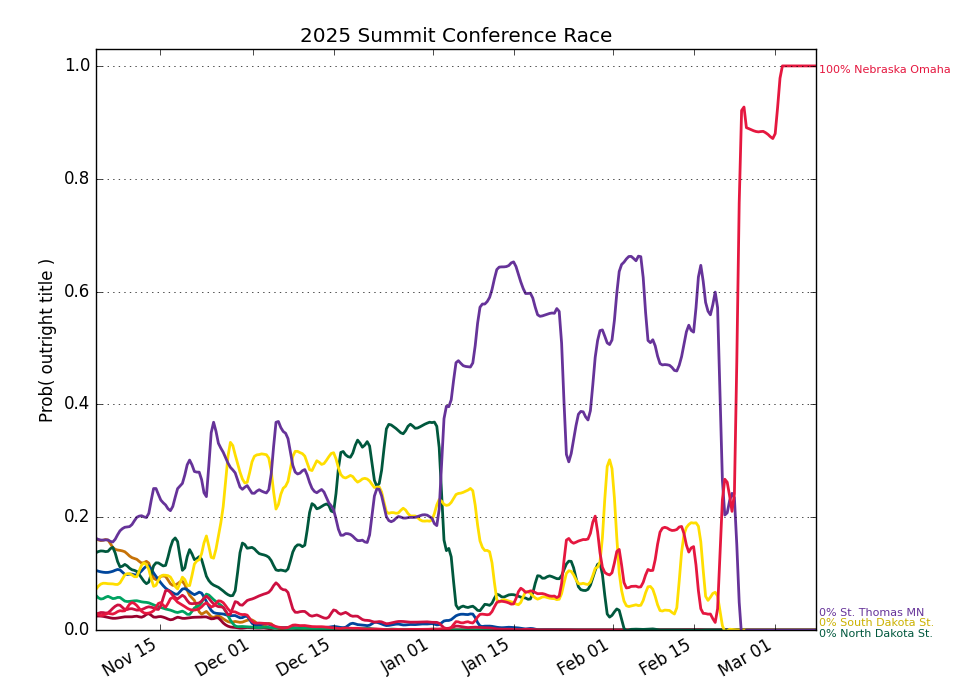 2025 Summit Conference Race
Prob( outright title )
1.0
0.8
0.6
0.4
0.2
0.0
Nov 15
Dec 01
Dec 15
Jan 01
Jan 15
Feb 01
Feb 15
Mar 01
100% Nebraska Omaha
0% St. Thomas MN
0% South Dakota St.
0% North Dakota St.